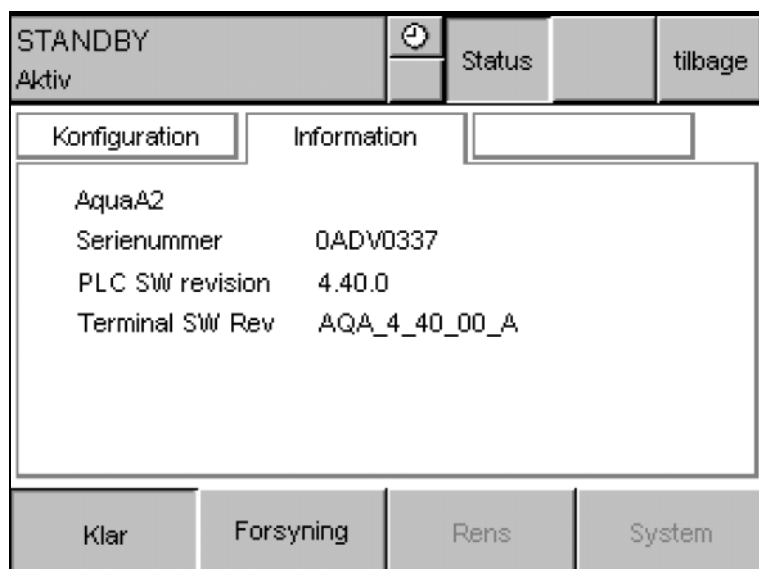 STANDBY
Aktiv
Status
tilbage
Konfiguration
Information
AquaA2
Serienummer 0ADV0337
PLC SW revision 4.40.0
Terminal SW Rev AQA_4_40_00_A
Klar
Forsyning
Rens
System